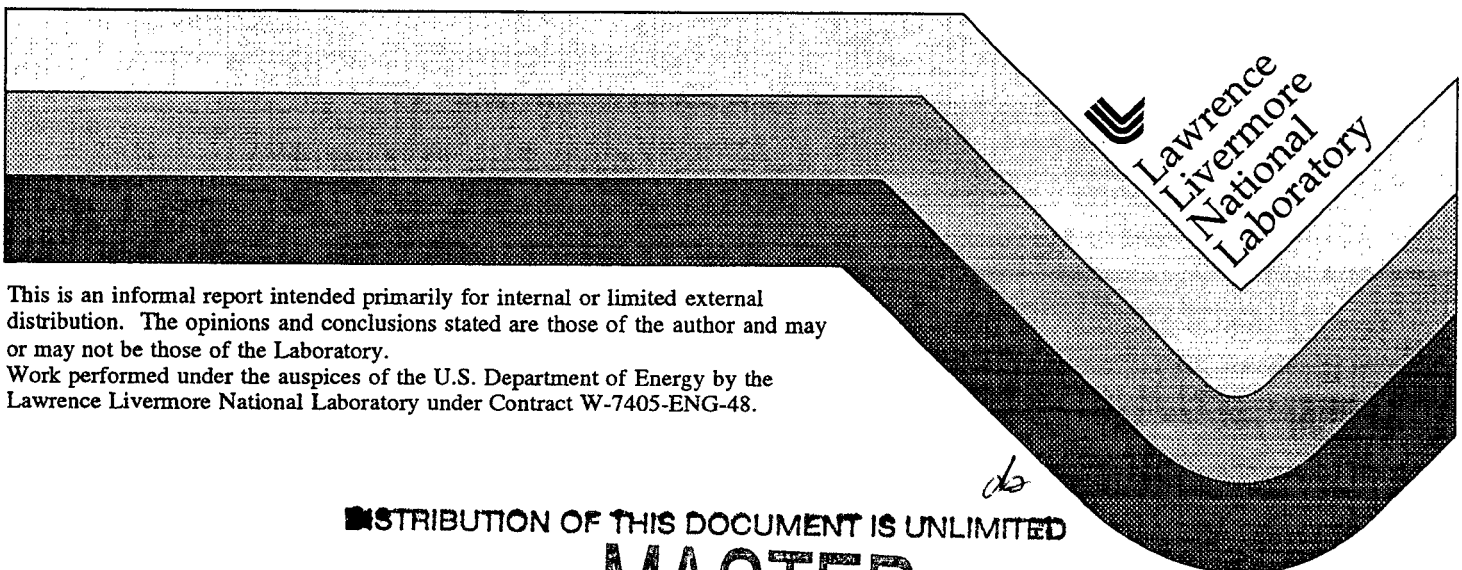 Lawrence
Livermore
National
Laboratory
This is an informal report intended primarily for internal or limited external
distribution. The opinions and conclusions stated are those of the author and may
or may not be those of the Laboratory.
Work performed under the auspices of the U.S. Department of Energy by the
Lawrence Livermore National Laboratory under Contract W-7405-ENG-48.
DISTRIBUTION OF THIS DOCUMENT IS UNLIMITED
MASTER